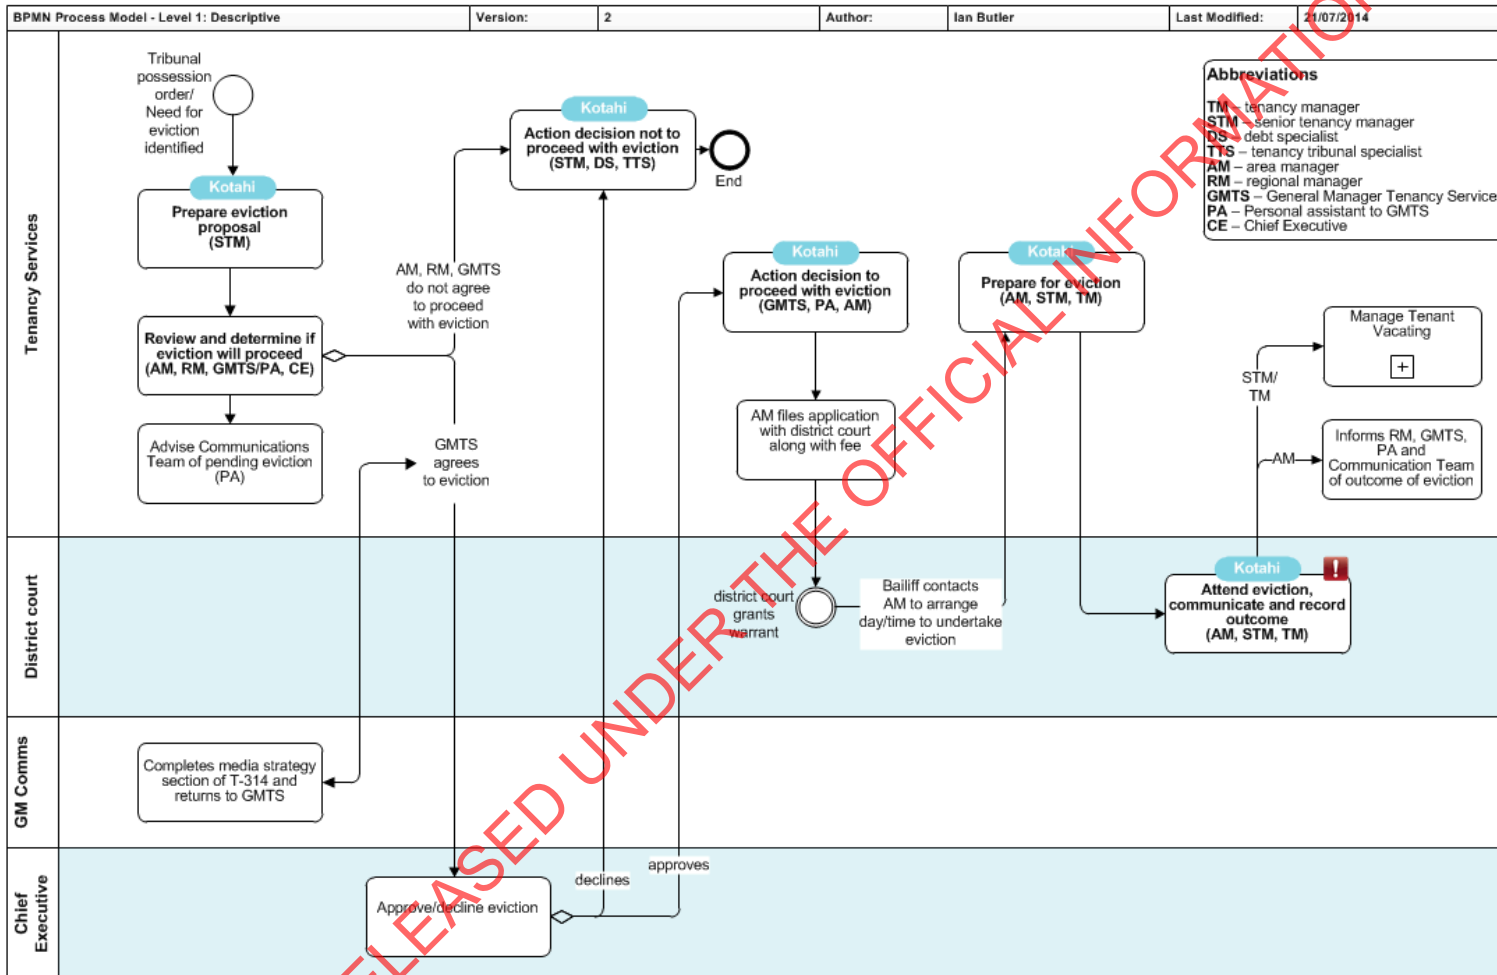 BPMN Process Model - Level 1: Descriptive
Version:
2
Author:
Ian Butler
Last Modified:
21/07/2014
Tenancy Services
Tribunal
possession
order/
Need for
eviction
identified
Kotahi
Prepare eviction
proposal
(STM)
Review and determine if
eviction will proceed
(AM, RM, GMTS/PA, CE)
Advise Communications
Team of pending eviction
(PA)
AM, RM, GMTS
do not agree
to proceed
with eviction
GMTS
agrees
to eviction
Kotahi
Action decision not to
proceed with eviction
(STM, DS, TTS)
End
Kotahi
Action decision to
proceed with eviction
(GMTS, PA, AM)
AM files application
with district court
along with fee
Kotahi
Prepare for eviction
(AM, STM, TM)
Abbreviations
TM – tenancy manager
STM – senior tenancy manager
DS – debt specialist
TTS – tenancy tribunal specialist
AM – area manager
RM – regional manager
GMTS – General Manager Tenancy Service
PA – Personal assistant to GMTS
CE – Chief Executive
Manage Tenant
Vacating
+
STM/
TM
AM
Informs RM, GMTS,
PA and
Communication Team
of outcome of eviction
District court
district court
grants
warrant
Bailiff contacts
AM to arrange
day/time to undertake
eviction
Kotahi
!
Attend eviction,
communicate and record
outcome
(AM, STM, TM)
GM Comms
Completes media strategy
section of T-314 and
returns to GMTS
Chief
Executive
Approve/decline eviction
declines
approves
RELEASED UNDER THE OFFICIAL INFORMATION